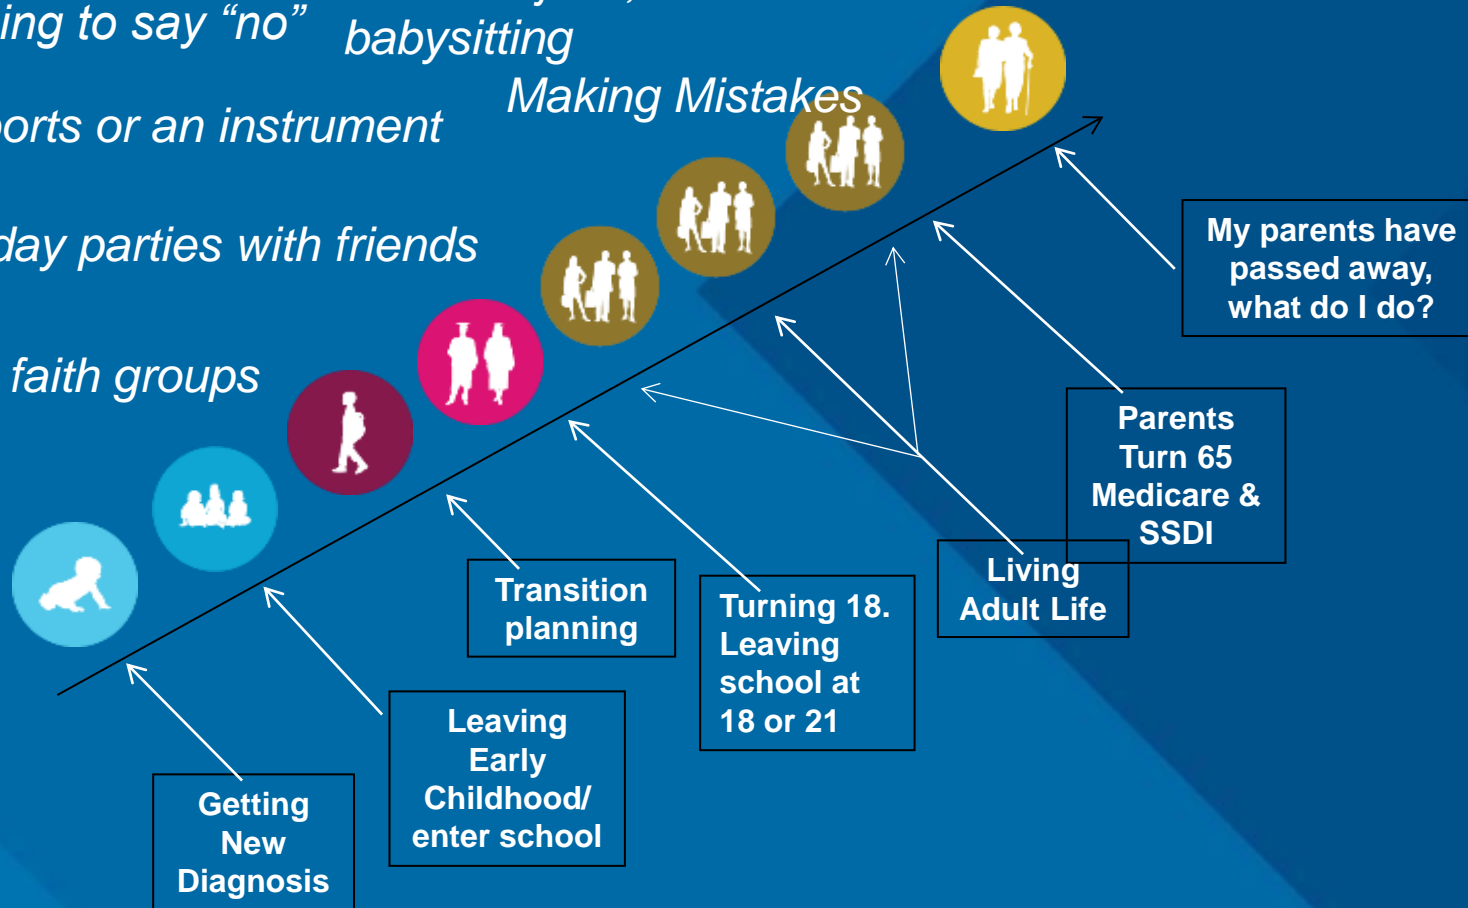 ing to say “no”
babysitting
Making Mistakes
orts or an instrument
day parties with friends
faith groups
My parents have
passed away,
what do I do?
Parents
Turn 65
Medicare &
SSDI
Living
Adult Life
Transition
planning
Turning 18.
Leaving
school at
18 or 21
Leaving
Early
Childhood/
enter school
Getting
New
Diagnosis